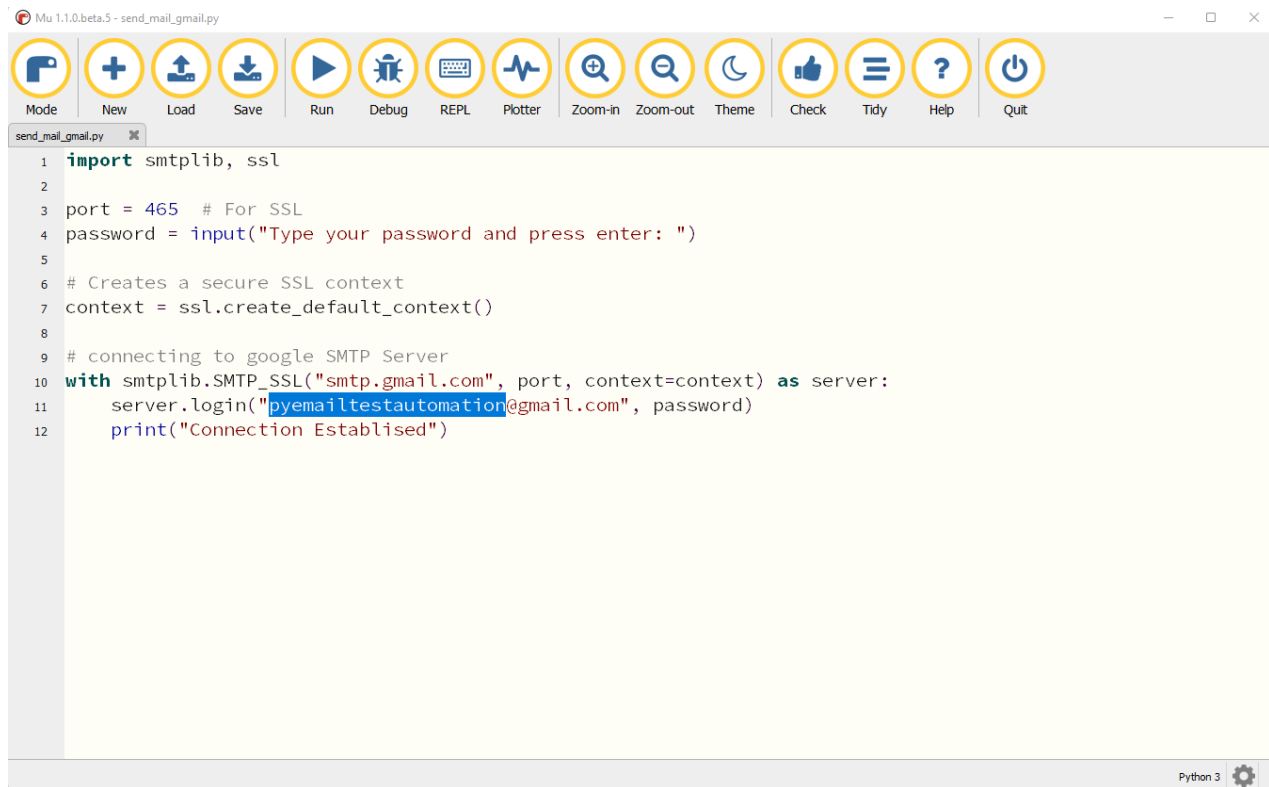 Mu 1.1.0.beta.5 - send_mail_gmail.py
Mode New Load Save Run Debug REPL Plotter Zoom-in Zoom-out Theme Check Tidy Help Quit
send_mail_gmail.py
1 import smtplib, ssl
2
3 port = 465  # For SSL
4 password = input("Type your password and press enter: ")
5
6 # Creates a secure SSL context
7 context = ssl.create_default_context()
8
9 # connecting to google SMTP Server
10 with smtplib.SMTP_SSL("smtp.gmail.com", port, context=context) as server:
11     server.login("pyemailtestautomation@gmail.com", password)
12     print("Connection Establised")
Python 3